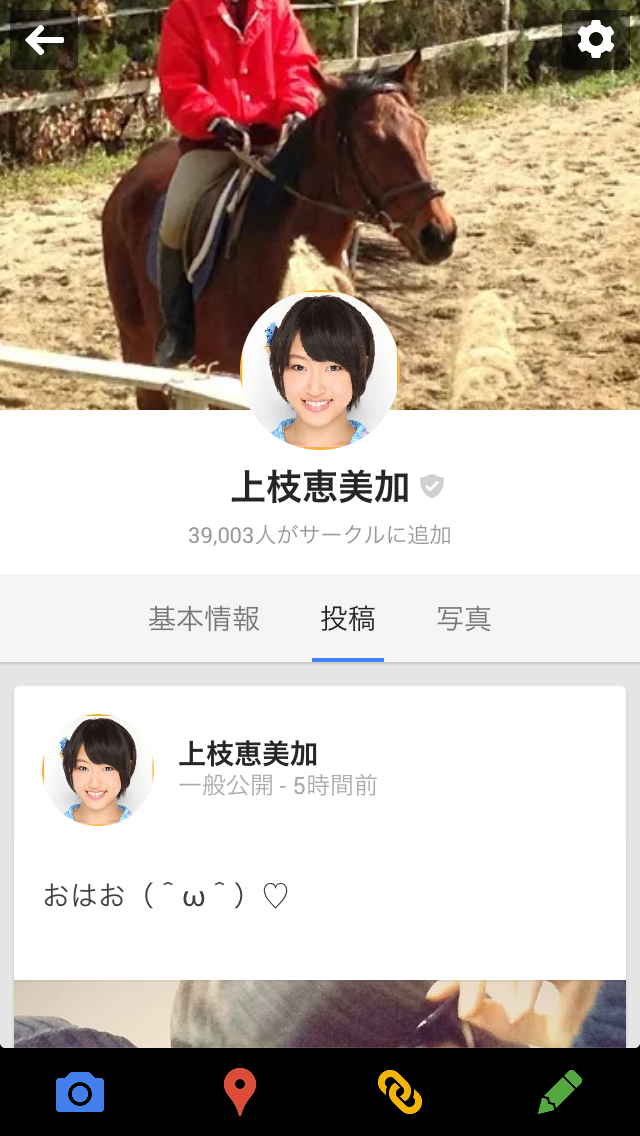 上枝恵美加
39,003人がサークルに追加
基本情報 投稿 写真
上枝恵美加
一般公開 - 5時間前
おはお（＾ω＾）♡